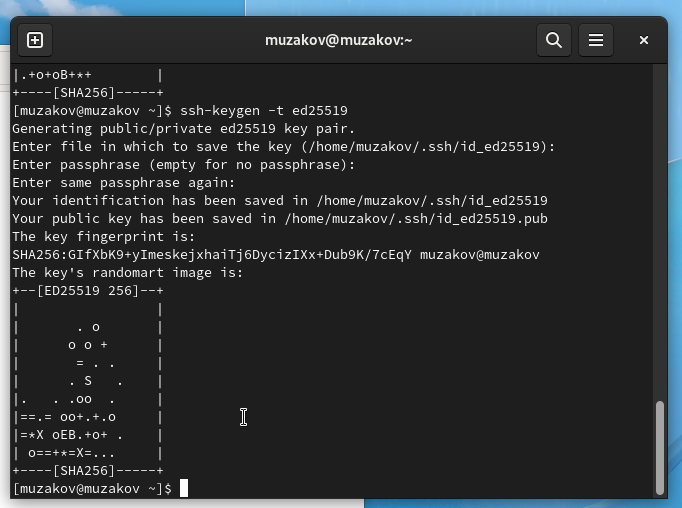 muzakov@muzakov:~
|.+o+oB+*+        |
+----[SHA256]-----+
[muzakov@muzakov ~]$ ssh-keygen -t ed25519
Generating public/private ed25519 key pair.
Enter file in which to save the key (/home/muzakov/.ssh/id_ed25519):
Enter passphrase (empty for no passphrase):
Enter same passphrase again:
Your identification has been saved in /home/muzakov/.ssh/id_ed25519
Your public key has been saved in /home/muzakov/.ssh/id_ed25519.pub
The key fingerprint is:
SHA256:GIfXbK9+yImeskejxhaiTj6DycizIXx+Dub9K/7cEqY muzakov@muzakov
The key's randomart image is:
+--[ED25519 256]--+
|                 |
|       . o       |
|      o o +      |
|       = . .     |
|      . S   .    |
|.   . .oo  .     |
|==.= oo+.+.o     |
|=*X oEB.+o+ .    |
| o==+*=X=...     |
+----[SHA256]-----+
[muzakov@muzakov ~]$